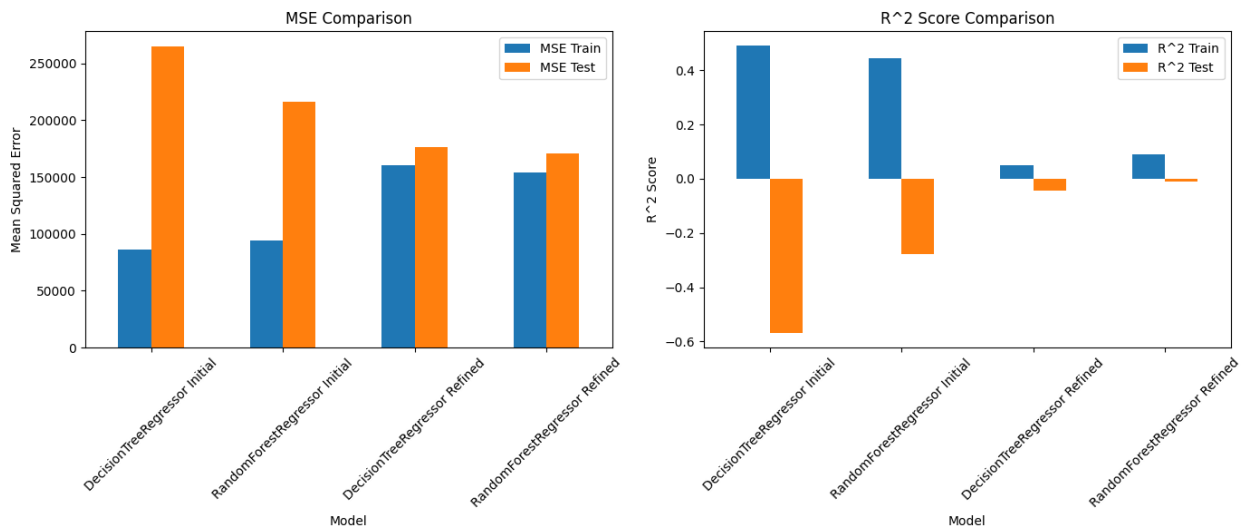 MSE Comparison
MSE Train
MSE Test
Mean Squared Error
250000
200000
150000
100000
50000
0
DecisionTreeRegressor Initial
RandomForestRegressor Initial
DecisionTreeRegressor Refined
RandomForestRegressor Refined
Model
R^2 Score Comparison
R^2 Train
R^2 Test
R^2 Score
0.4
0.2
0.0
−0.2
−0.4
−0.6
DecisionTreeRegressor Initial
RandomForestRegressor Initial
DecisionTreeRegressor Refined
RandomForestRegressor Refined
Model